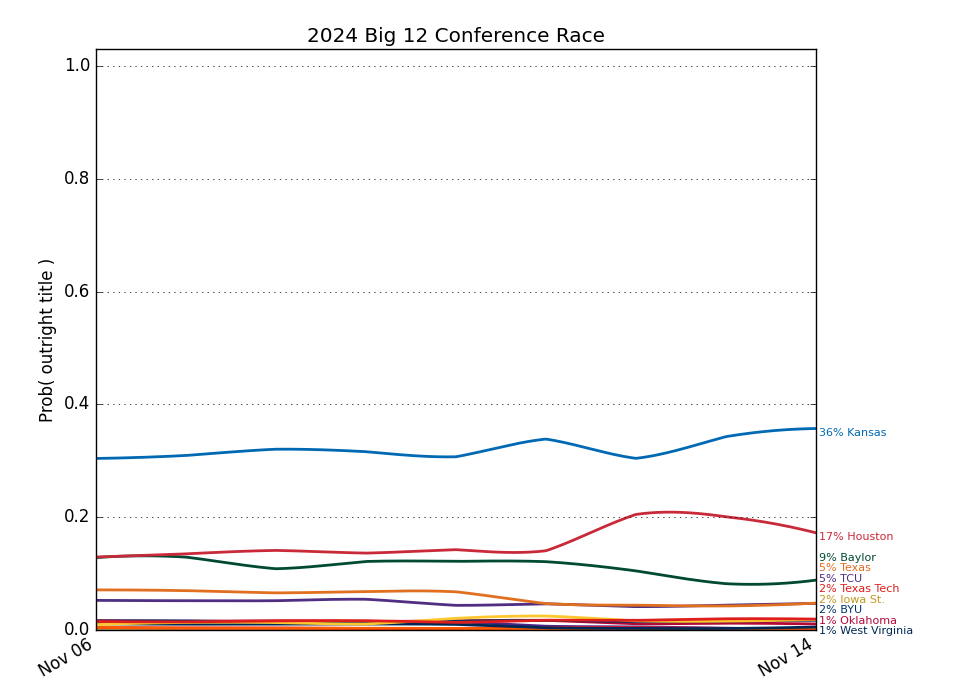 2024 Big 12 Conference Race
Prob( outright title )
1.0
0.8
0.6
0.4
0.2
0.0
Nov 06
Nov 14
36% Kansas
17% Houston
9% Baylor
5% Texas
5% TCU
2% Texas Tech
2% Iowa St.
2% BYU
1% Oklahoma
1% West Virginia